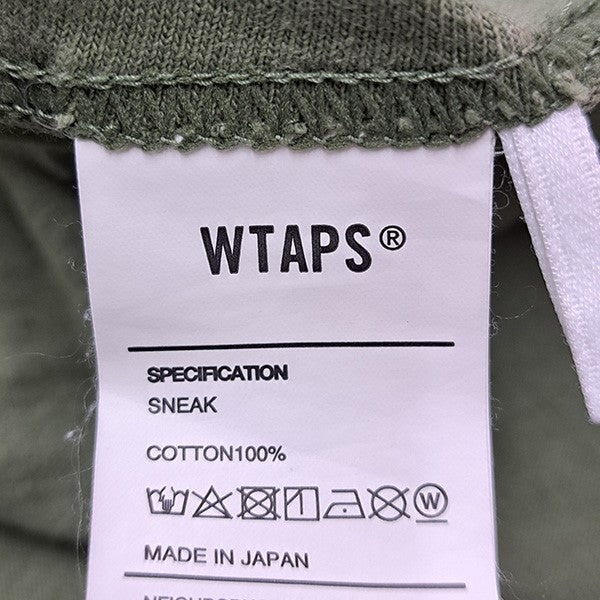 WTAPS®
SPECIFICATION
SNEAK
COTTON100%
W
MADE IN JAPAN